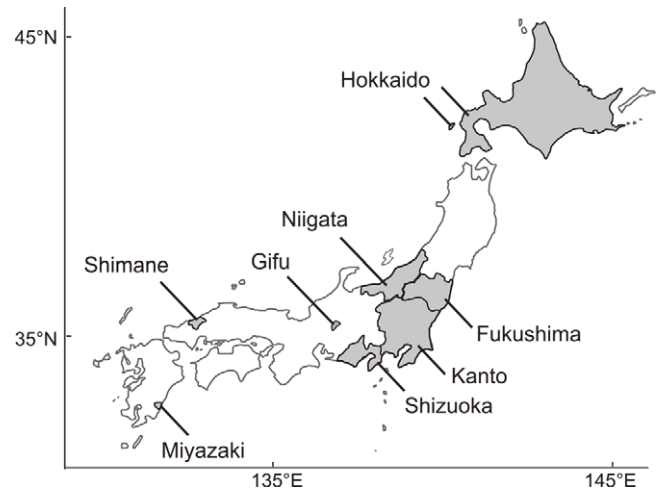 45°N
Hokkaido
Niigata
Shimane
Gifu
35°N
Fukushima
Kanto
Shizuoka
Miyazaki
135°E
145°E